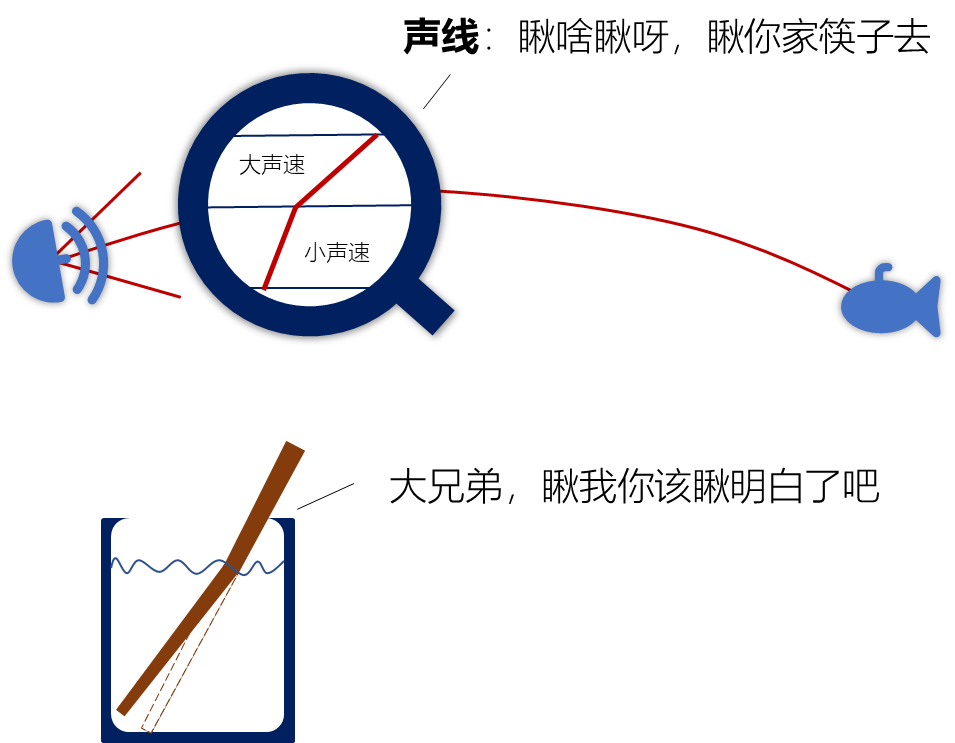 声线：瞅啥瞅呀，瞅你家筷子去
大声速
小声速
大兄弟，瞅我你该瞅明白了吧